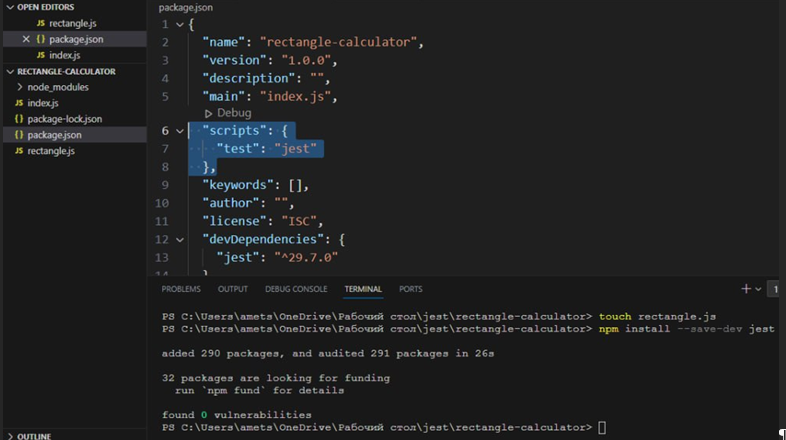 OPEN EDITORS
rectangle.js
package.json
index.js
RECTANGLE-CALCULATOR
node_modules
index.js
package-lock.json
package.json
rectangle.js
OUTLINE
package.json
1 {
2 "name": "rectangle-calculator",
3 "version": "1.0.0",
4 "description": "",
5 "main": "index.js",
Debug
6 "scripts": {
7 "test": "jest"
8 },
9 "keywords": [],
10 "author": "",
11 "license": "ISC",
12 "devDependencies": {
13 "jest": "^29.7.0"
14 }
PROBLEMS OUTPUT DEBUG CONSOLE TERMINAL PORTS
1
PS C:\Users\amets\OneDrive\Рабочий стол\jest\rectangle-calculator> touch rectangle.js
PS C:\Users\amets\OneDrive\Рабочий стол\jest\rectangle-calculator> npm install --save-dev jest
added 290 packages, and audited 291 packages in 26s
32 packages are looking for funding
run `npm fund` for details
found 0 vulnerabilities
PS C:\Users\amets\OneDrive\Рабочий стол\jest\rectangle-calculator>
¶